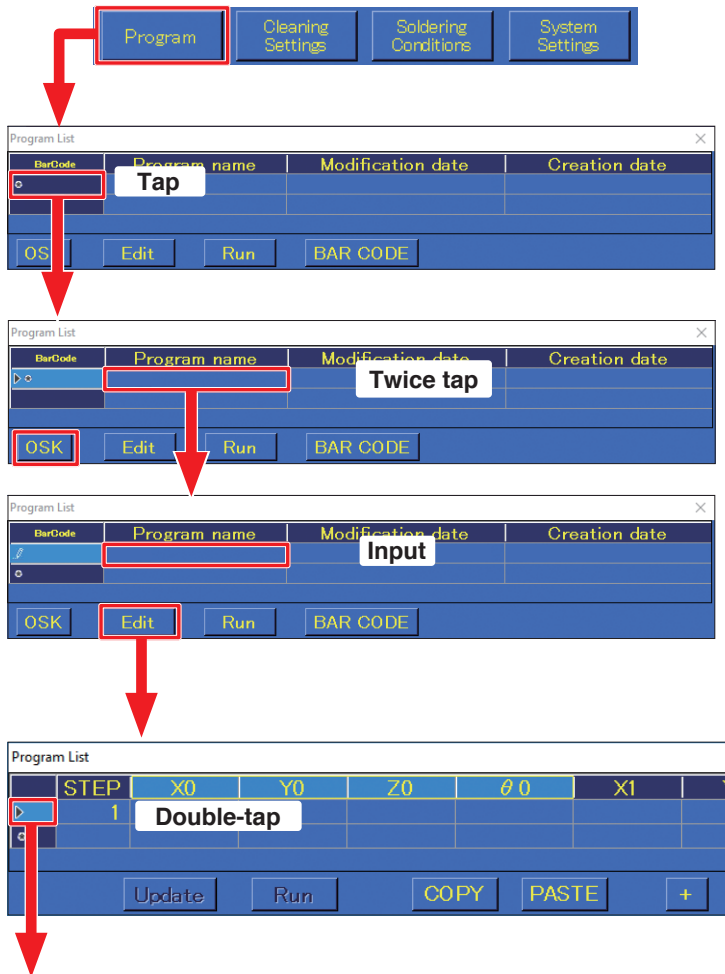 Program Cleaning Settings Soldering Conditions System Settings
Program List
BarCode Program name Modification date Creation date
Tap
Edit Run BAR CODE
Program List
BarCode Program name Modification date Creation date
Twice tap
OSK Edit Run BAR CODE
Program List
BarCode Program name Modification date Creation date
Input
OSK Edit Run BAR CODE
Program List
STEP X0 Y0 Z0 θ0 X1
1 Double-tap
Update Run COPY PASTE +